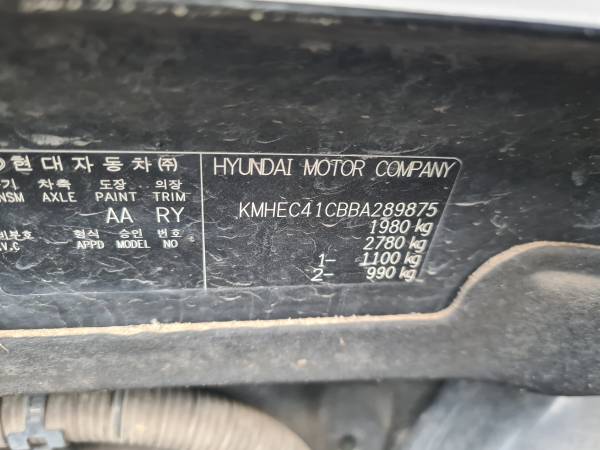 현대자동차(주)
차축 도장 의장
NSM AXLE PAINT TRIM
AA RY
형식 승인 번호
.V.C APPD MODEL NO
HYUNDAI MOTOR COMPANY
KMHEC41CBBA289875
1980 kg
2780 kg
1- 1100 kg
2- 990 kg